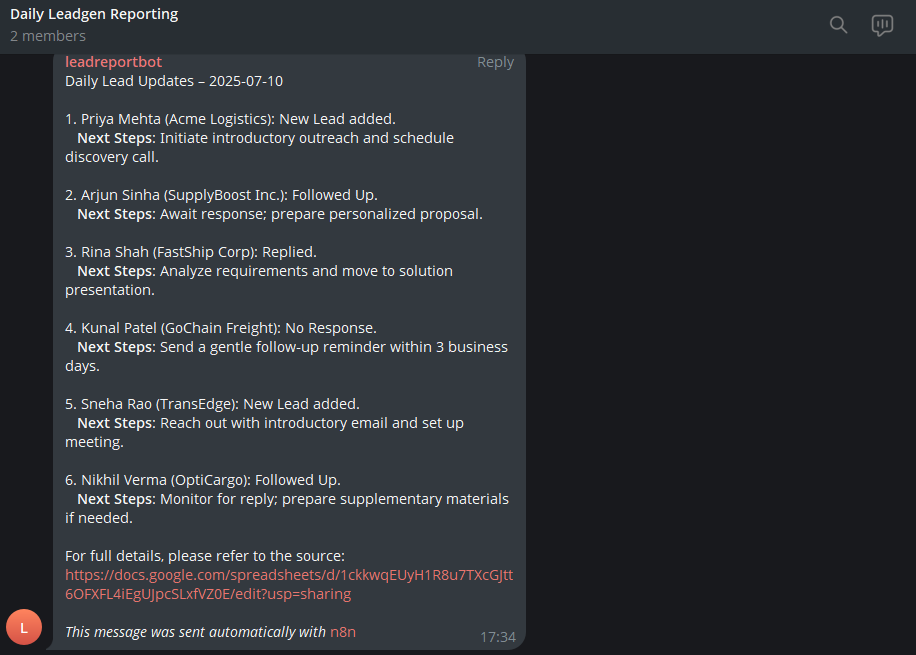 Daily Leadgen Reporting
2 members
leadreportbot
Reply
Daily Lead Updates – 2025-07-10
1. Priya Mehta (Acme Logistics): New Lead added.
Next Steps: Initiate introductory outreach and schedule
discovery call.
2. Arjun Sinha (SupplyBoost Inc.): Followed Up.
Next Steps: Await response; prepare personalized proposal.
3. Rina Shah (FastShip Corp): Replied.
Next Steps: Analyze requirements and move to solution
presentation.
4. Kunal Patel (GoChain Freight): No Response.
Next Steps: Send a gentle follow-up reminder within 3 business
days.
5. Sneha Rao (TransEdge): New Lead added.
Next Steps: Reach out with introductory email and set up
meeting.
6. Nikhil Verma (OptiCargo): Followed Up.
Next Steps: Monitor for reply; prepare supplementary materials
if needed.
For full details, please refer to the source:
https://docs.google.com/spreadsheets/d/1ckkwqEUyH1R8u7TXcGJtt
6OFXFL4iEgUJpcSLxfVZ0E/edit?usp=sharing
This message was sent automatically with n8n
17:34
L